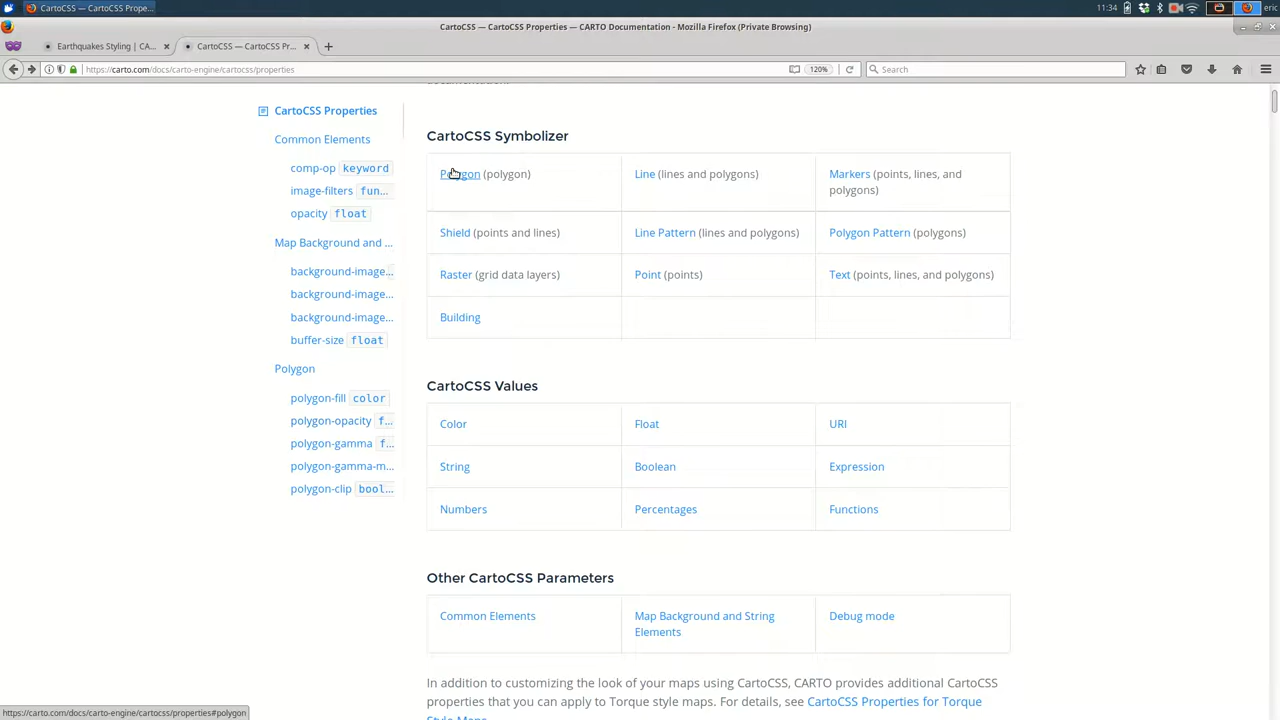 CartoCSS — CartoCSS Prope...
11:34
eric
CartoCSS — CartoCSS Properties — CARTO Documentation - Mozilla Firefox (Private Browsing)
Earthquakes Styling | CA...
CartoCSS — CartoCSS Pr...
https://carto.com/docs/carto-engine/cartocss/properties
120%
Search
CartoCSS Properties
Common Elements
comp-op keyword
image-filters fun...
opacity float
Map Background and ...
background-image...
background-image...
background-image...
buffer-size float
Polygon
polygon-fill color
polygon-opacity f...
polygon-gamma f...
polygon-gamma-m...
polygon-clip bool...
CartoCSS Symbolizer
Polygon (polygon)
Line (lines and polygons)
Markers (points, lines, and
polygons)
Shield (points and lines)
Line Pattern (lines and polygons)
Polygon Pattern (polygons)
Raster (grid data layers)
Point (points)
Text (points, lines, and polygons)
Building
CartoCSS Values
Color
Float
URI
String
Boolean
Expression
Numbers
Percentages
Functions
Other CartoCSS Parameters
Common Elements
Map Background and String
Elements
Debug mode
In addition to customizing the look of your maps using CartoCSS, CARTO provides additional CartoCSS
properties that you can apply to Torque style maps. For details, see CartoCSS Properties for Torque
Style Maps
https://carto.com/docs/carto-engine/cartocss/properties#polygon